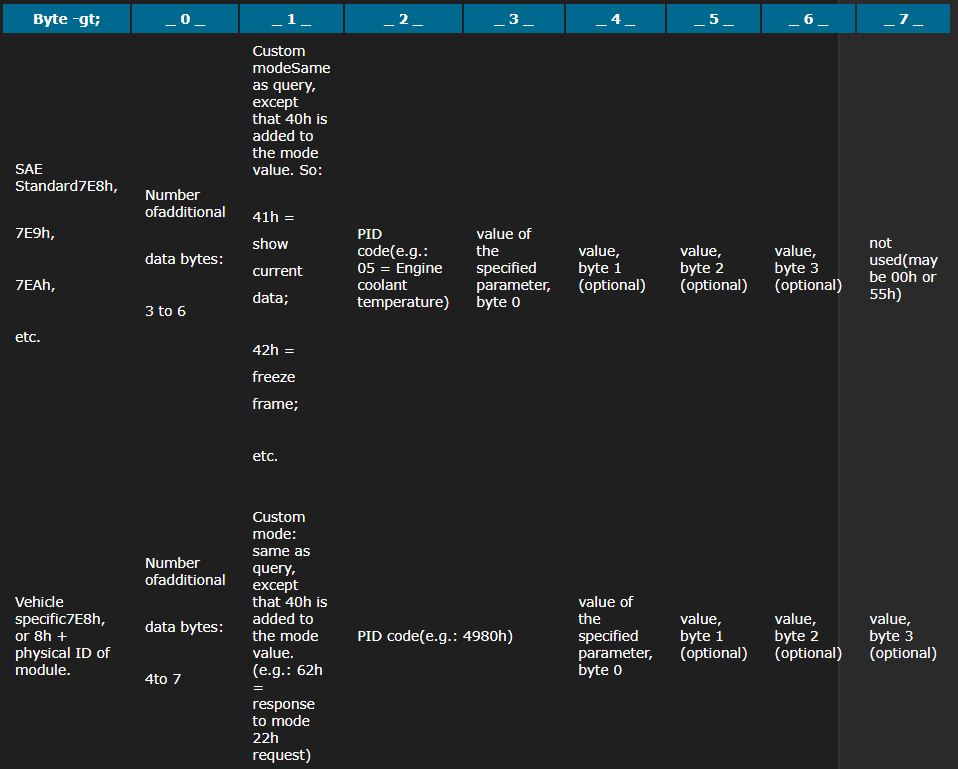 Byte -gt; _ 0 _ _ 1 _ _ 2 _ _ 3 _ _ 4 _ _ 5 _ _ 6 _ _ 7 _
SAE
Standard7E8h,
7E9h,
7EAh,
etc.
Number
ofadditional
data bytes:
3 to 6
Custom
modeSame
as query,
except
that 40h is
added to
the mode
value. So:
41h =
show
current
data;
42h =
freeze
frame;
etc.
PID
code(e.g.:
05 = Engine
coolant
temperature)
value of
the
specified
parameter,
byte 0
value,
byte 1
(optional)
value,
byte 2
(optional)
value,
byte 3
(optional)
not
used(may
be 00h or
55h)
Vehicle
specific7E8h,
or 8h +
physical ID of
module.
Number
ofadditional
data bytes:
4to 7
Custom
mode:
same as
query,
except
that 40h is
added to
the mode
value.
(e.g.: 62h
=
response
to mode
22h
request)
PID code(e.g.: 4980h)
value of
the
specified
parameter,
byte 0
value,
byte 1
(optional)
value,
byte 2
(optional)
value,
byte 3
(optional)